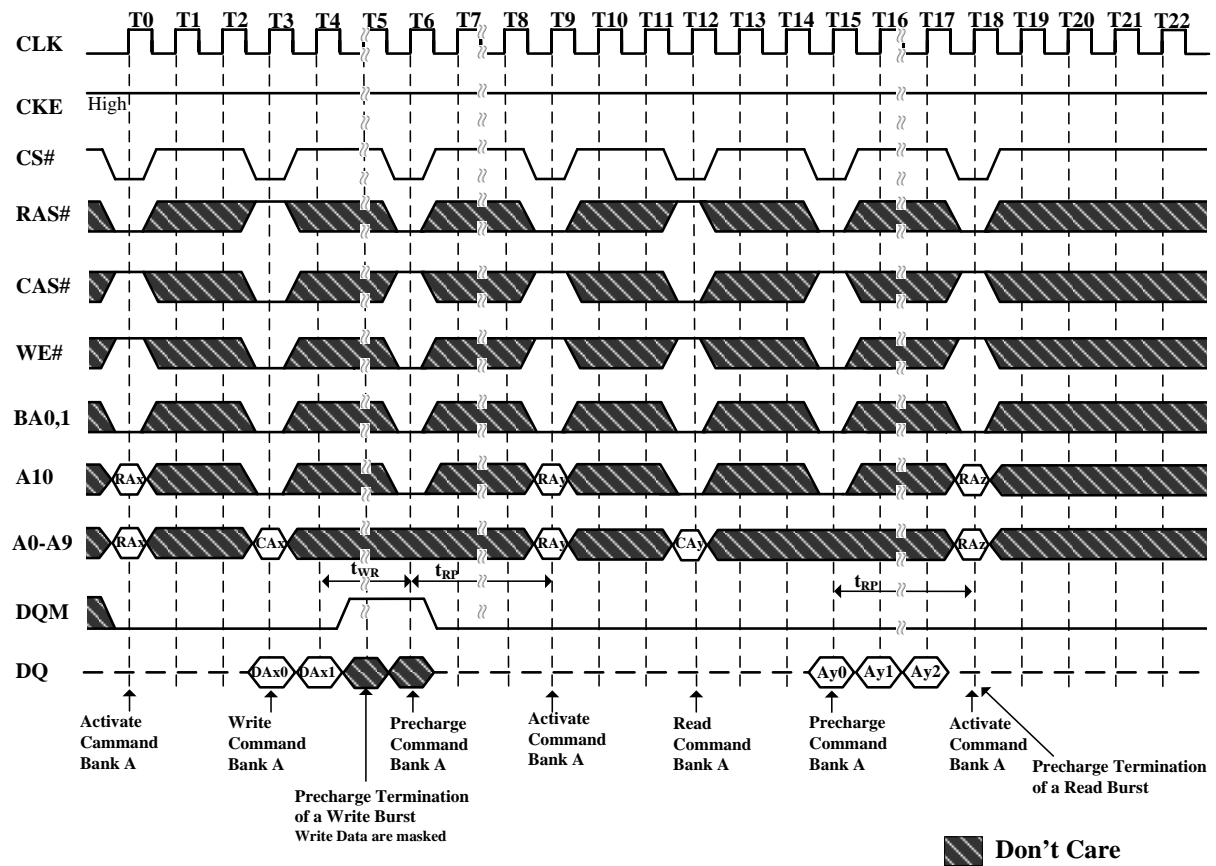 T0 T1 T2 T3 T4 T5 T6 T7 T8 T9 T10 T11 T12 T13 T14 T15 T16 T17 T18 T19 T20 T21 T22
CLK
CKE
High
CS#
RAS#
CAS#
WE#
BA0,1
A10
RAx RAy RAz
A0-A9
RAx CAx RAy CAy RAz
tWR tRP tRP
DQM
DQ
DAx0 DAx1 Ay0 Ay1 Ay2
Activate
Cammand
Bank A
Write
Command
Bank A
Precharge
Command
Bank A
Activate
Command
Bank A
Read
Command
Bank A
Precharge
Command
Bank A
Activate
Command
Bank A
Precharge Termination
of a Read Burst
Precharge Termination
of a Write Burst
Write Data are masked
Don't Care